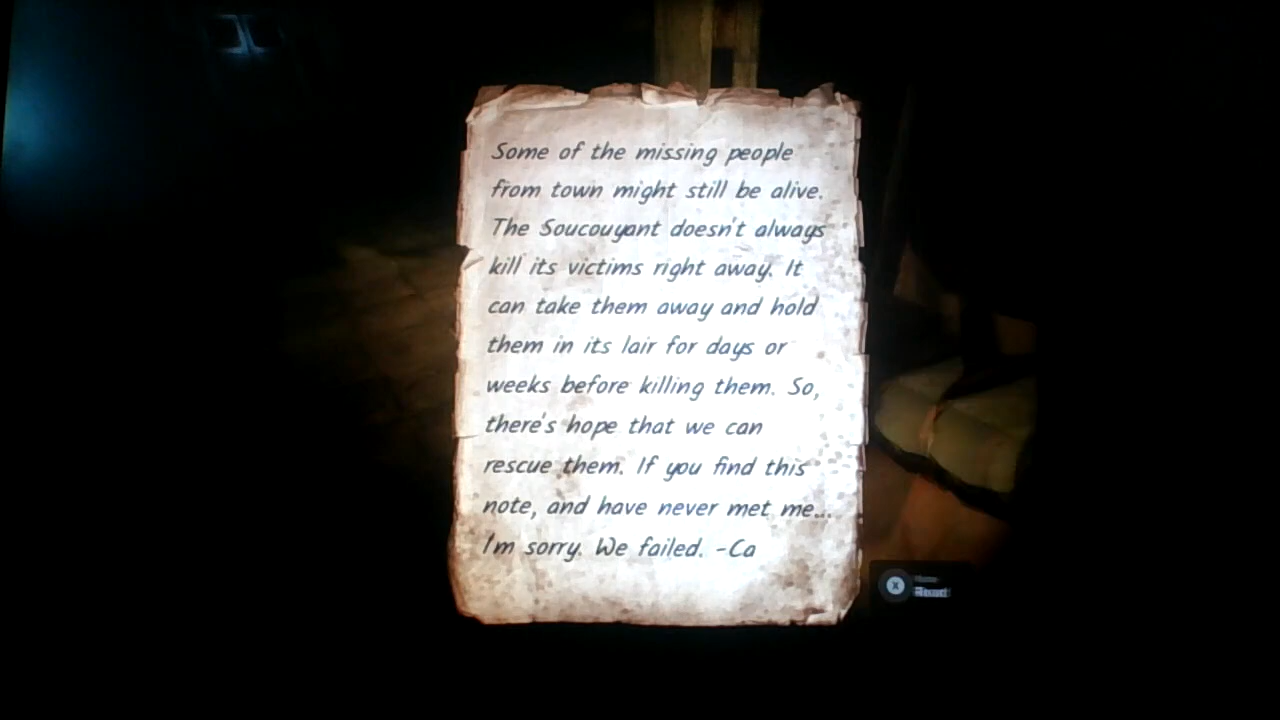 Some of the missing people
from town might still be alive.
The Soucouyant doesn't always
kill its victims right away. It
can take them away and hold
them in its lair for days or
weeks before killing them. So,
there's hope that we can
rescue them. If you find this
note, and have never met me...
I'm sorry. We failed. -Ca
X
Read